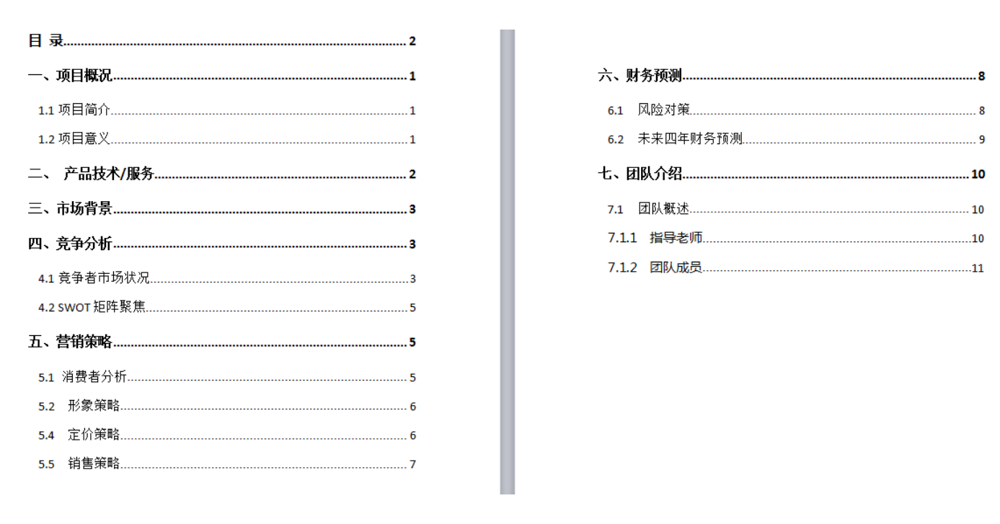 目 录 2
一、项目概况 1
1.1 项目简介 1
1.2 项目意义 1
二、 产品技术/服务 2
三、市场背景 3
四、竞争分析 3
4.1 竞争者市场状况 3
4.2 SWOT 矩阵聚焦 5
五、营销策略 5
5.1 消费者分析 5
5.2 形象策略 6
5.4 定价策略 6
5.5 销售策略 7
六、财务预测 8
6.1 风险对策 8
6.2 未来四年财务预测 9
七、团队介绍 10
7.1 团队概述 10
7.1.1 指导老师 10
7.1.2 团队成员 11